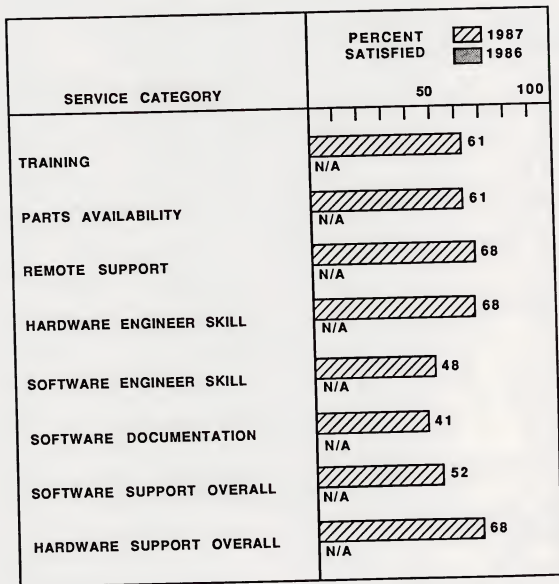 PERCENT SATISFIED
1987
1986
SERVICE CATEGORY
50 100
TRAINING 61
N/A
PARTS AVAILABILITY 61
N/A
REMOTE SUPPORT 68
N/A
HARDWARE ENGINEER SKILL 68
N/A
SOFTWARE ENGINEER SKILL 48
N/A
SOFTWARE DOCUMENTATION 41
N/A
SOFTWARE SUPPORT OVERALL 52
N/A
HARDWARE SUPPORT OVERALL 68
N/A